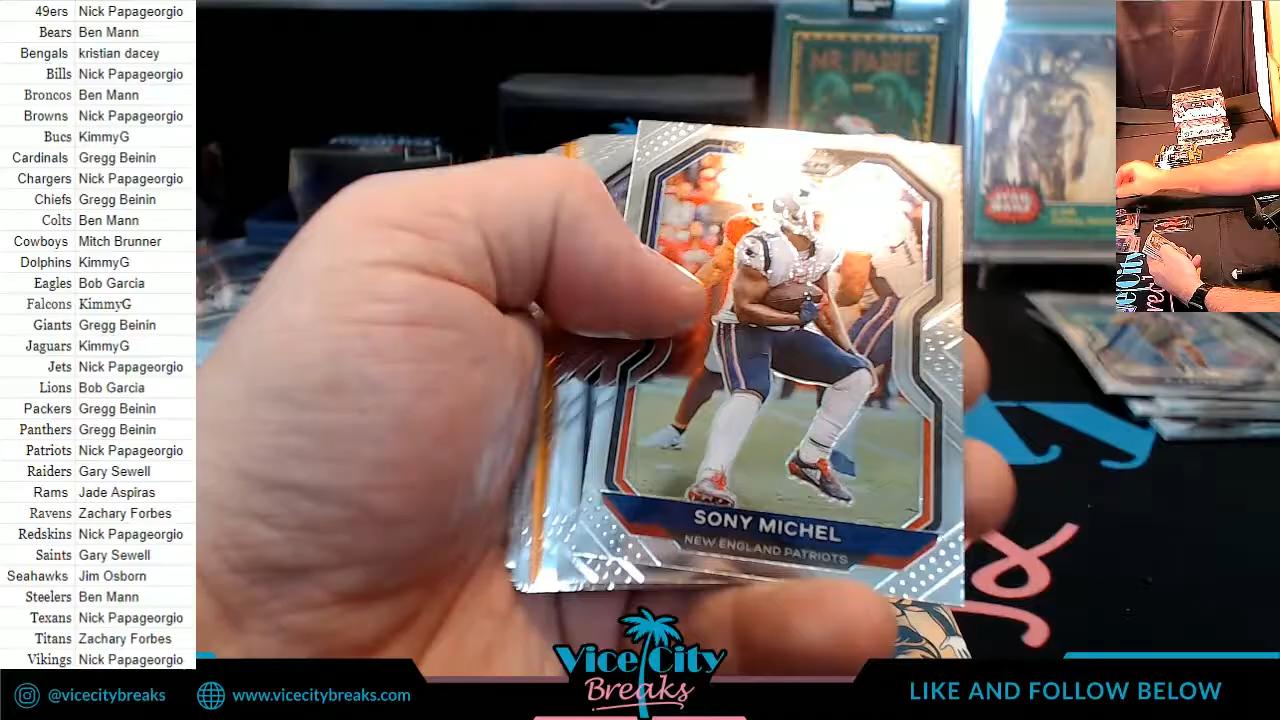 49ers Nick Papageorgio
Bears Ben Mann
Bengals kristian dacey
Bills Nick Papageorgio
Broncos Ben Mann
Browns Nick Papageorgio
Bucs KimmyG
Cardinals Gregg Beinin
Chargers Nick Papageorgio
Chiefs Gregg Beinin
Colts Ben Mann
Cowboys Mitch Brunner
Dolphins KimmyG
Eagles Bob Garcia
Falcons KimmyG
Giants Gregg Beinin
Jaguars KimmyG
Jets Nick Papageorgio
Lions Bob Garcia
Packers Gregg Beinin
Panthers Gregg Beinin
Patriots Nick Papageorgio
Raiders Gary Sewell
Rams Jade Aspiras
Ravens Zachary Forbes
Redskins Nick Papageorgio
Saints Gary Sewell
Seahawks Jim Osborn
Steelers Ben Mann
Texans Nick Papageorgio
Titans Zachary Forbes
Vikings Nick Papageorgio
STAR
WARS
SONY MICHEL
NEW ENGLAND PATRIOTS
Vice City
Breaks
@vicecitybreaks
www.vicecitybreaks.com
LIKE AND FOLLOW BELOW